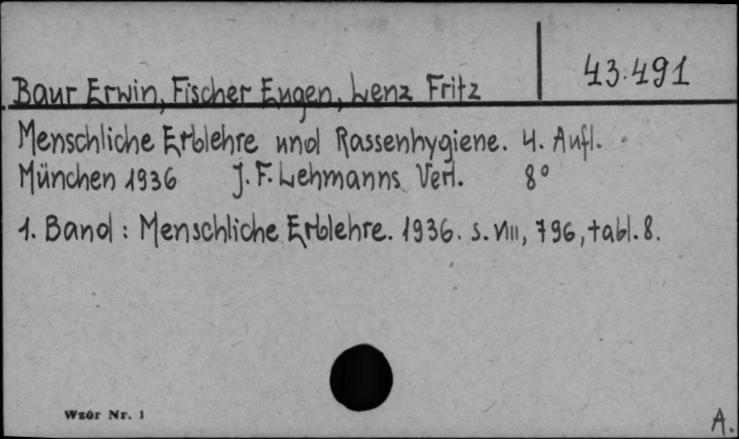 43.491
Baur Erwin, Fischer Eugen, Lenz Fritz
Menschliche Erblehre und Rassenhygiene. 4. Aufl.
München 1936 J. F. Lehmanns Verl. 8°
1. Band : Menschliche Erblehre. 1936. s. VIII, 796, tabl. 8.
Wzór Nr. 1
A.